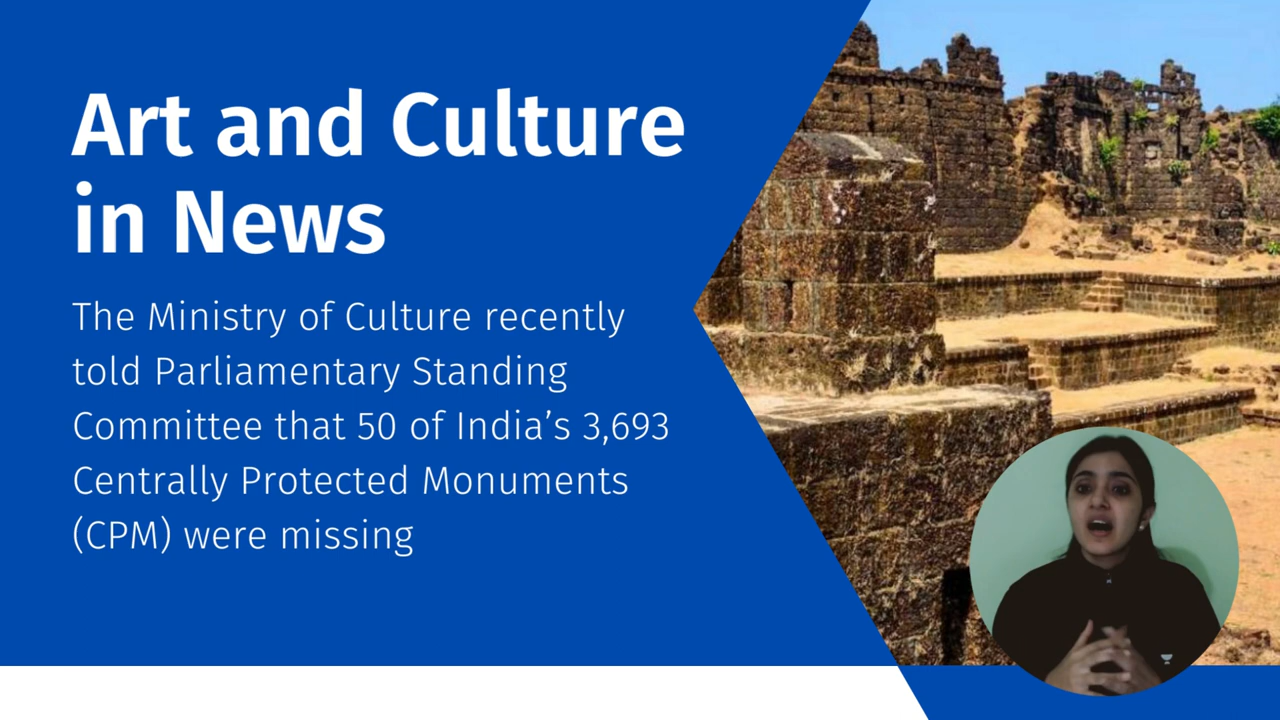 Art and Culture
in News
The Ministry of Culture recently
told Parliamentary Standing
Committee that 50 of India’s 3,693
Centrally Protected Monuments
(CPM) were missing